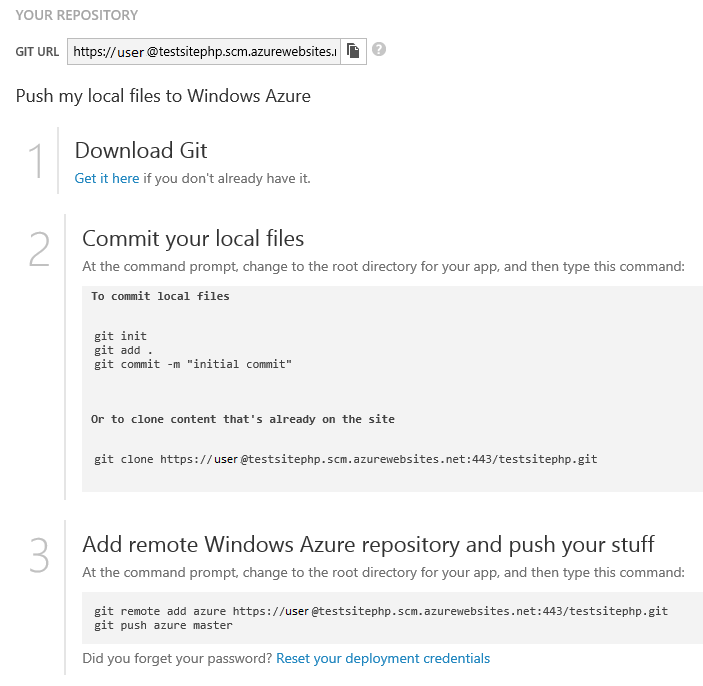 YOUR REPOSITORY
GIT URL https://user@testsitephp.scm.azurewebsites.
Push my local files to Windows Azure
1 Download Git
Get it here if you don't already have it.
2 Commit your local files
At the command prompt, change to the root directory for your app, and then type this command:
To commit local files
git init
git add .
git commit -m "initial commit"
Or to clone content that's already on the site
git clone https://user@testsitephp.scm.azurewebsites.net:443/testsitephp.git
3 Add remote Windows Azure repository and push your stuff
At the command prompt, change to the root directory for your app, and then type this command:
git remote add azure https://user@testsitephp.scm.azurewebsites.net:443/testsitephp.git
git push azure master
Did you forget your password? Reset your deployment credentials